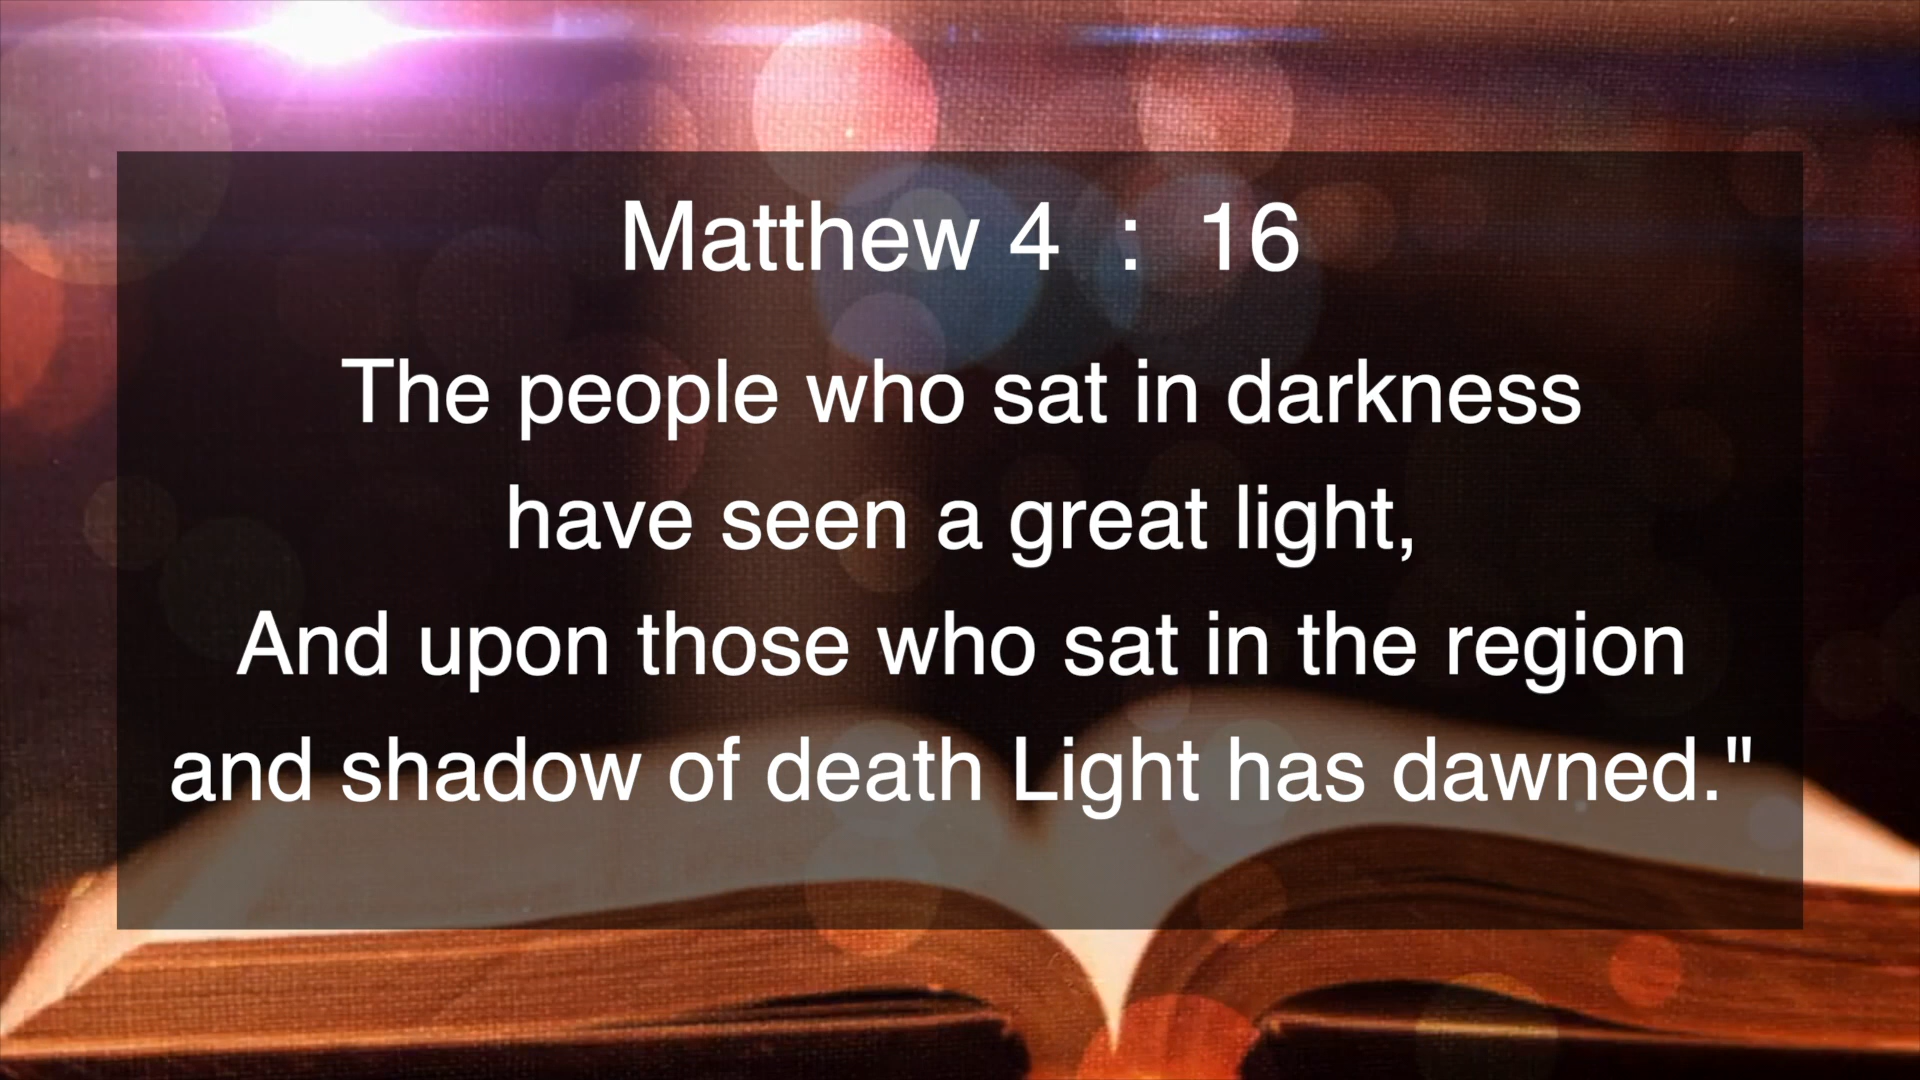 Matthew 4 : 16
The people who sat in darkness
have seen a great light,
And upon those who sat in the region
and shadow of death Light has dawned."